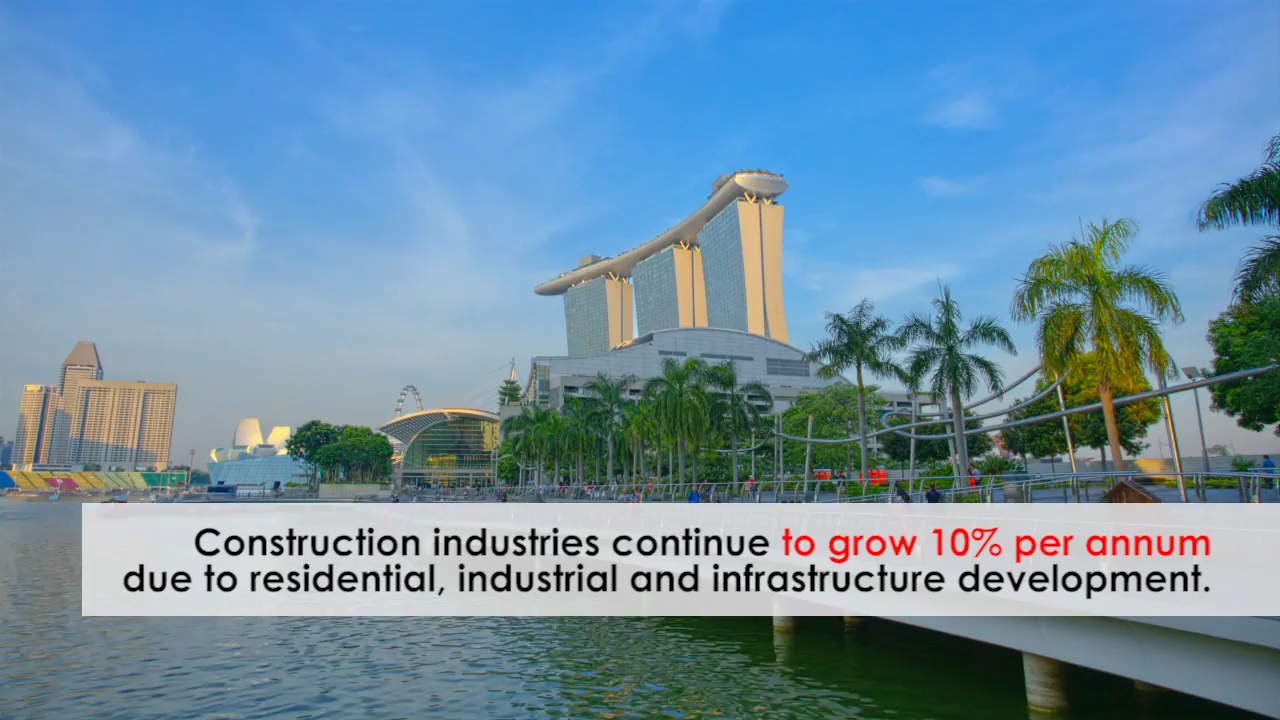 Construction industries continue to grow 10% per annum
due to residential, industrial and infrastructure development.